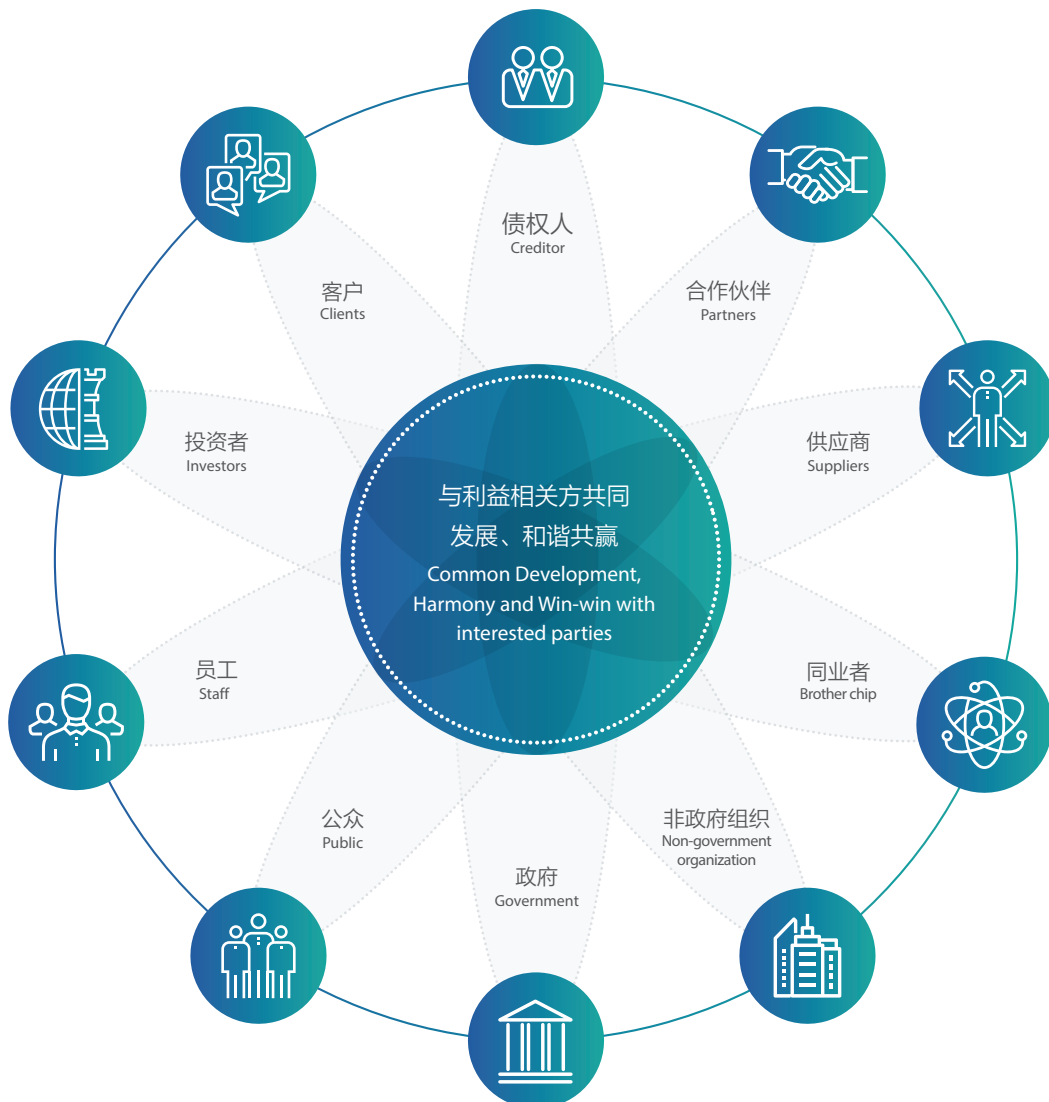 债权人
Creditor
合作伙伴
Partners
客户
Clients
供应商
Suppliers
投资者
Investors
与利益相关方共同
发展、和谐共赢
Common Development,
Harmony and Win-win with
interested parties
员工
Staff
同业者
Brother chip
公众
Public
非政府组织
Non-government
organization
政府
Government